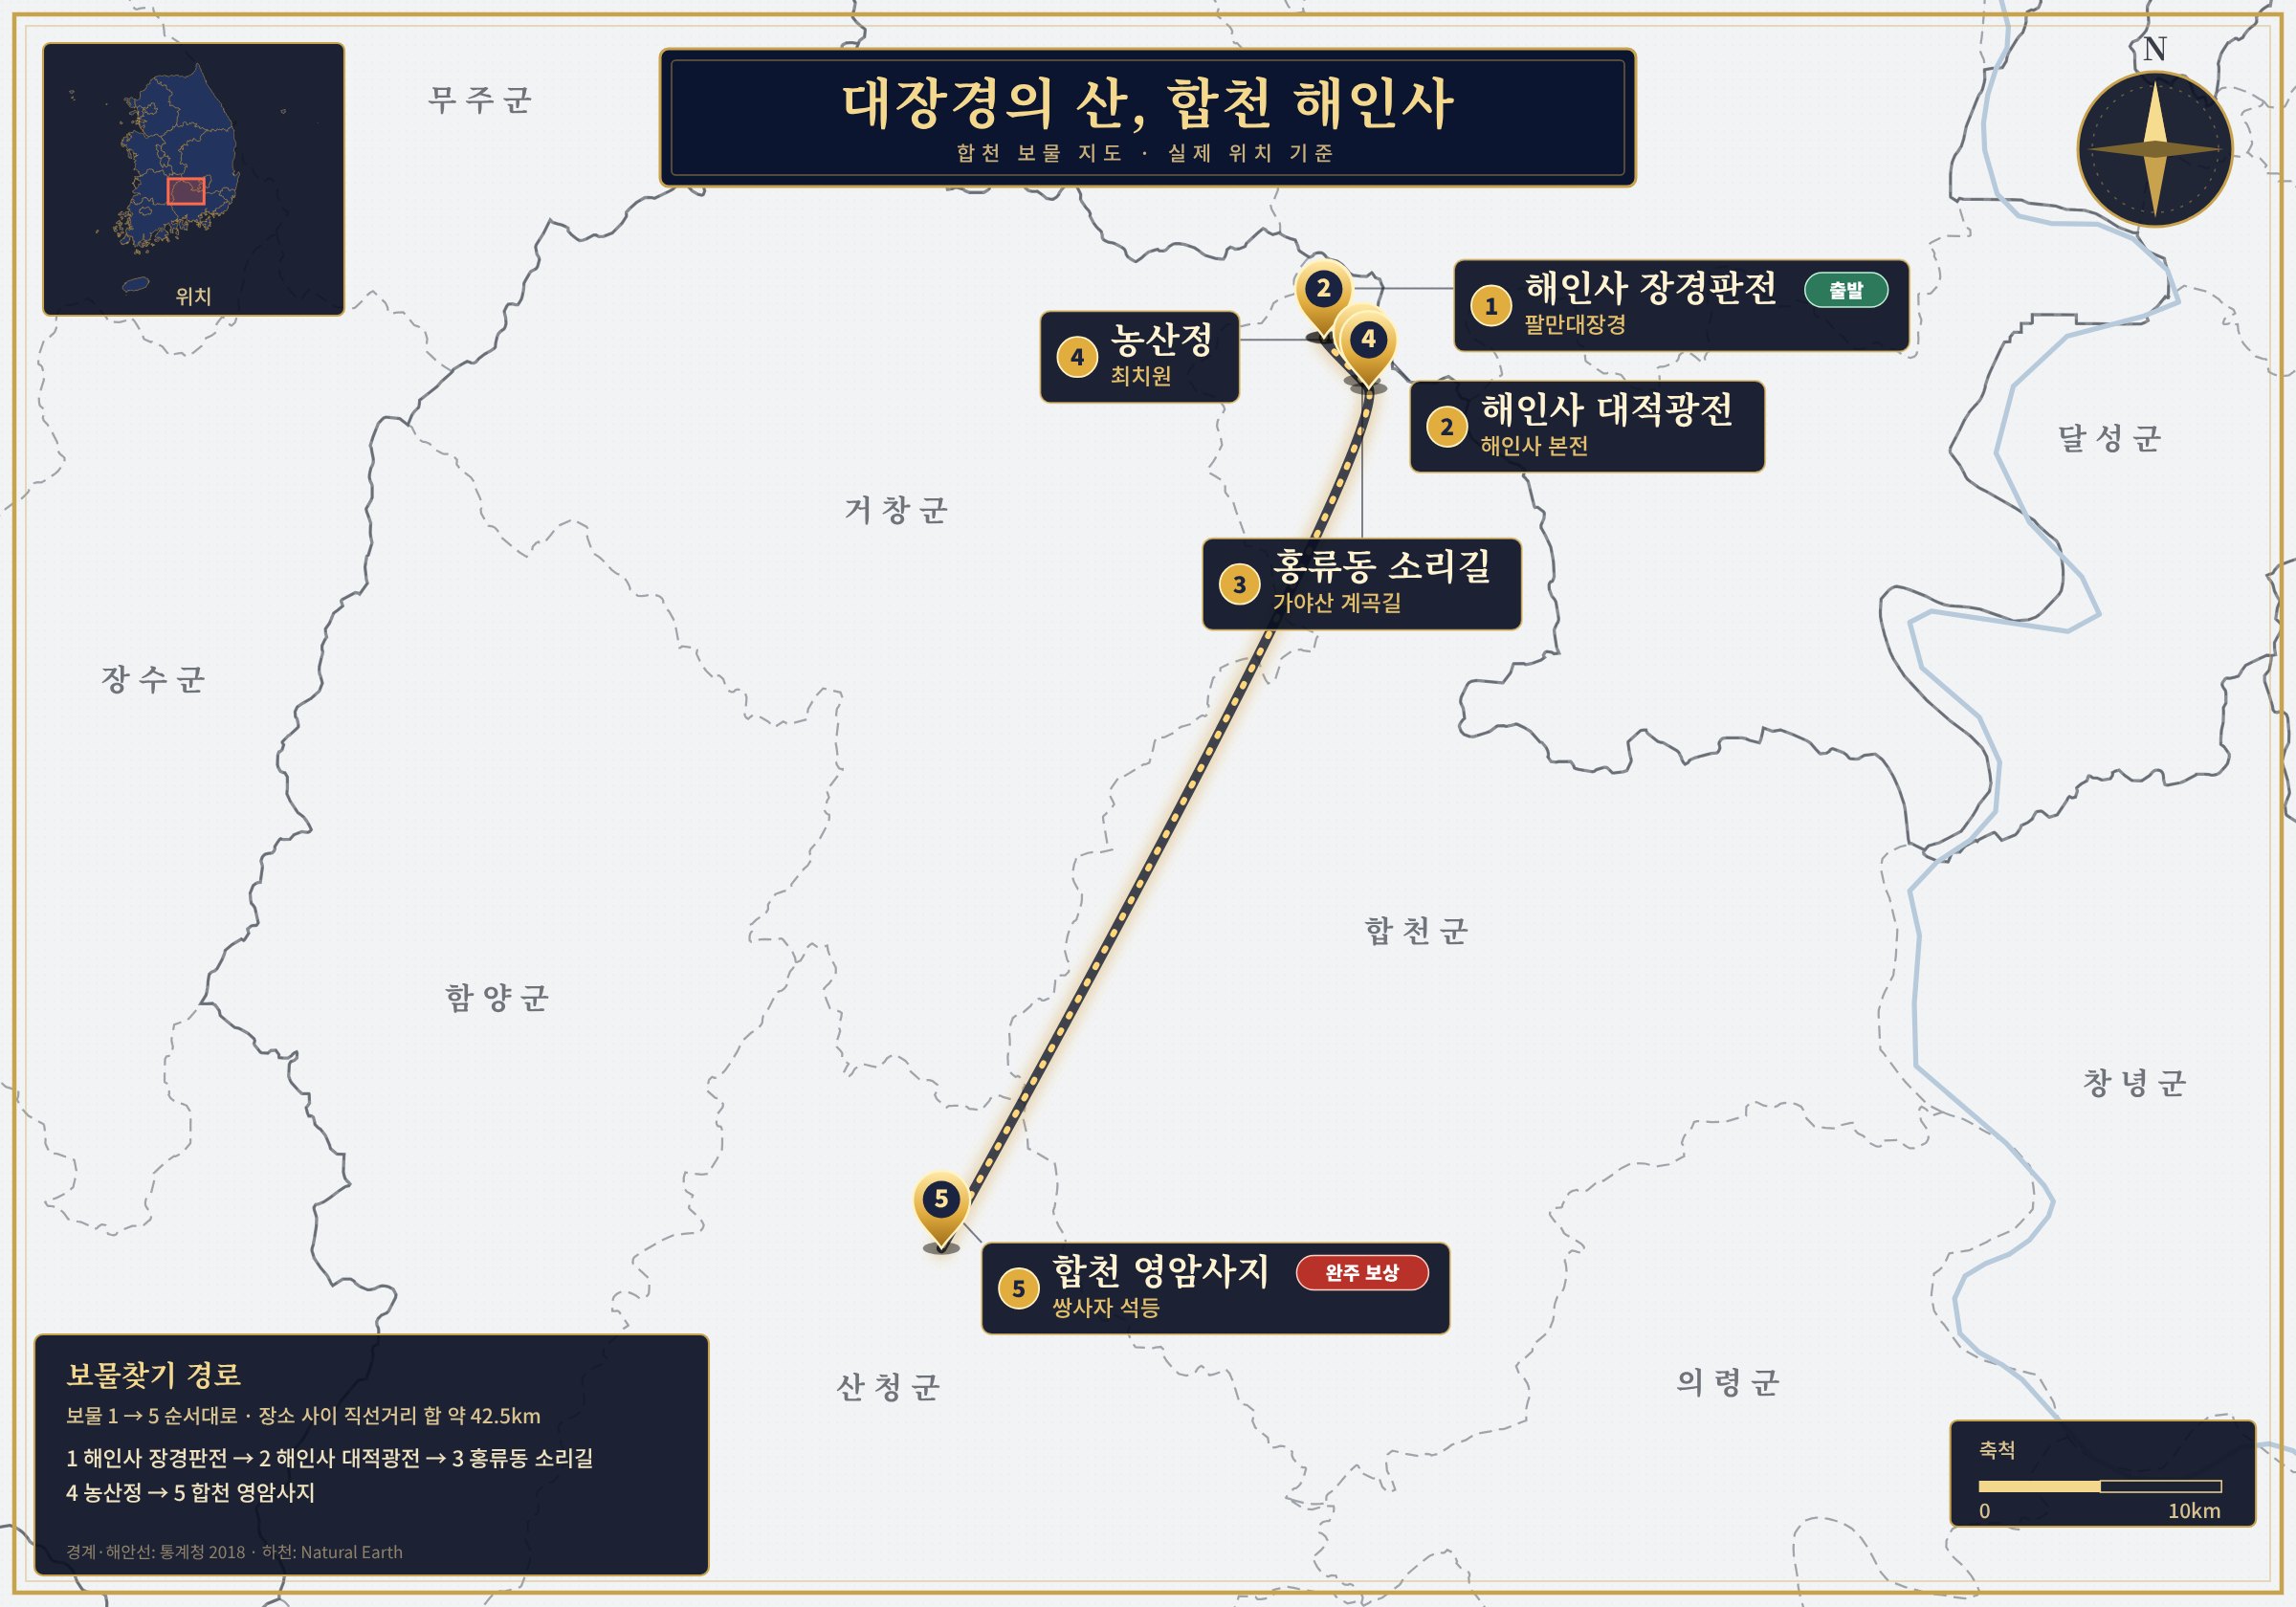 대장경의 산, 합천 해인사
합천 보물 지도 · 실제 위치 기준
위치
N
무주군
달성군
거창군
장수군
합천군
함양군
창녕군
산청군
의령군
2
4
1 해인사 장경판전 출발
팔만대장경
4 농산정
최치원
2 해인사 대적광전
해인사 본전
3 홍류동 소리길
가야산 계곡길
5
5 합천 영암사지 완주 보상
쌍사자 석등
보물찾기 경로
보물 1 → 5 순서대로 · 장소 사이 직선거리 합 약 42.5km
1 해인사 장경판전 → 2 해인사 대적광전 → 3 홍류동 소리길
4 농산정 → 5 합천 영암사지
경계·해안선: 통계청 2018 · 하천: Natural Earth
축척
0 10km